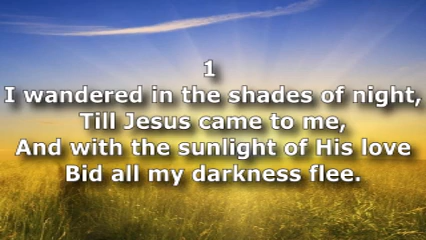 1
I wandered in the shades of night,
Till Jesus came to me,
And with the sunlight of His love
Bid all my darkness flee.